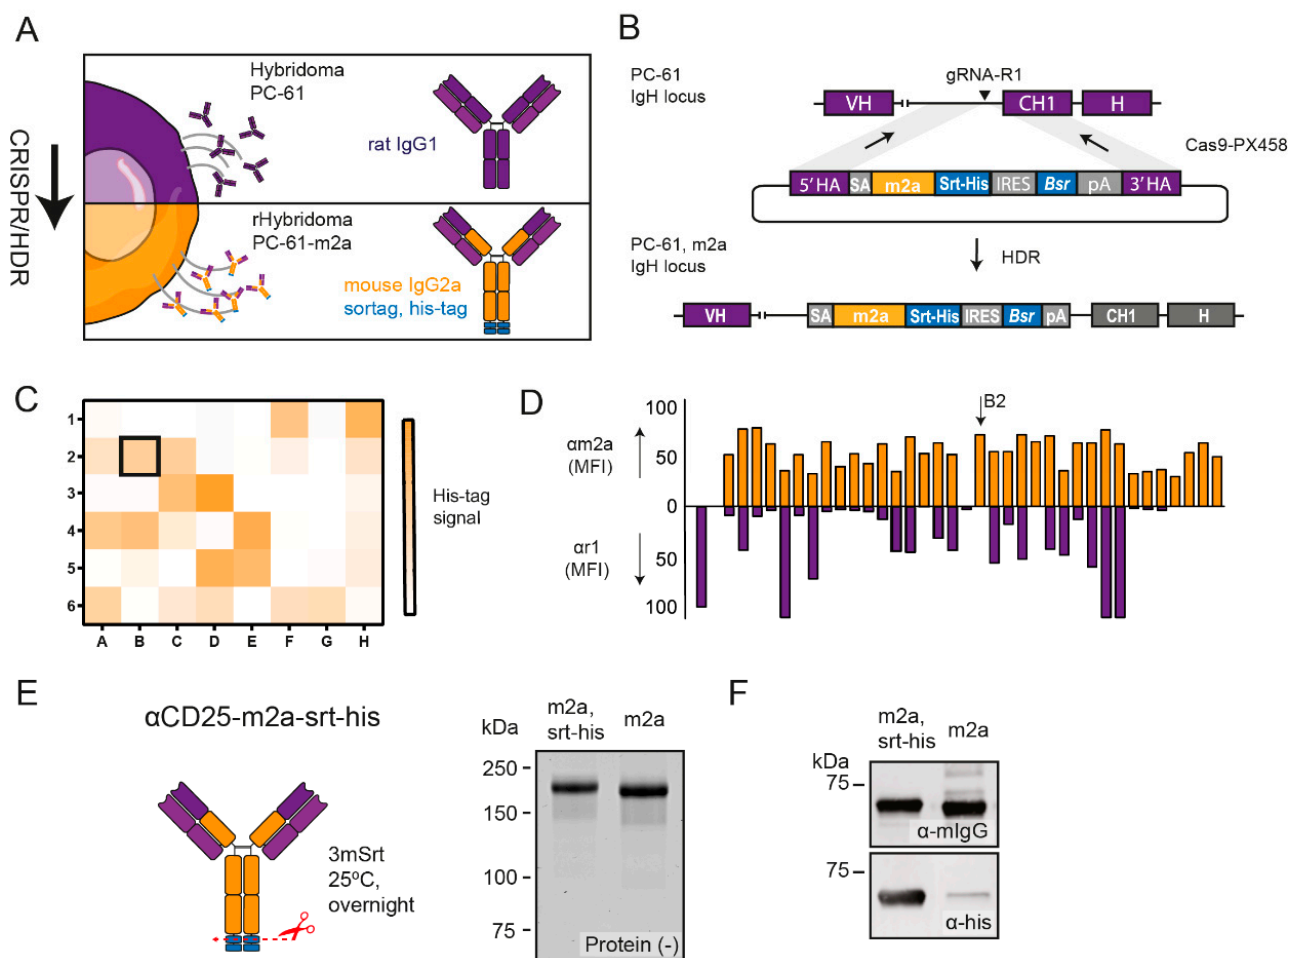 A
Hybridoma
PC-61
rat IgG1
CRISPR/HDR
rHybridoma
PC-61-m2a
mouse IgG2a
sortag, his-tag
B
PC-61
IgH locus
gRNA-R1
VH
CH1
H
Cas9-PX458
5'HA
SA
m2a
Srt-His
IRES
Bsr
pA
3'HA
PC-61, m2a
IgH locus
HDR
VH
SA
m2a
Srt-His
IRES
Bsr
pA
CH1
H
C
1
2
3
4
5
6
A B C D E F G H
His-tag
signal
D
100
50
0
50
100
αm2a
(MFI)
αr1
(MFI)
B2
E
αCD25-m2a-srt-his
3mSrt
25ºC,
overnight
kDa
m2a,
srt-his
m2a
250
150
100
75
Protein (-)
F
m2a,
srt-his
m2a
kDa
75
α-mIgG
75
α-his